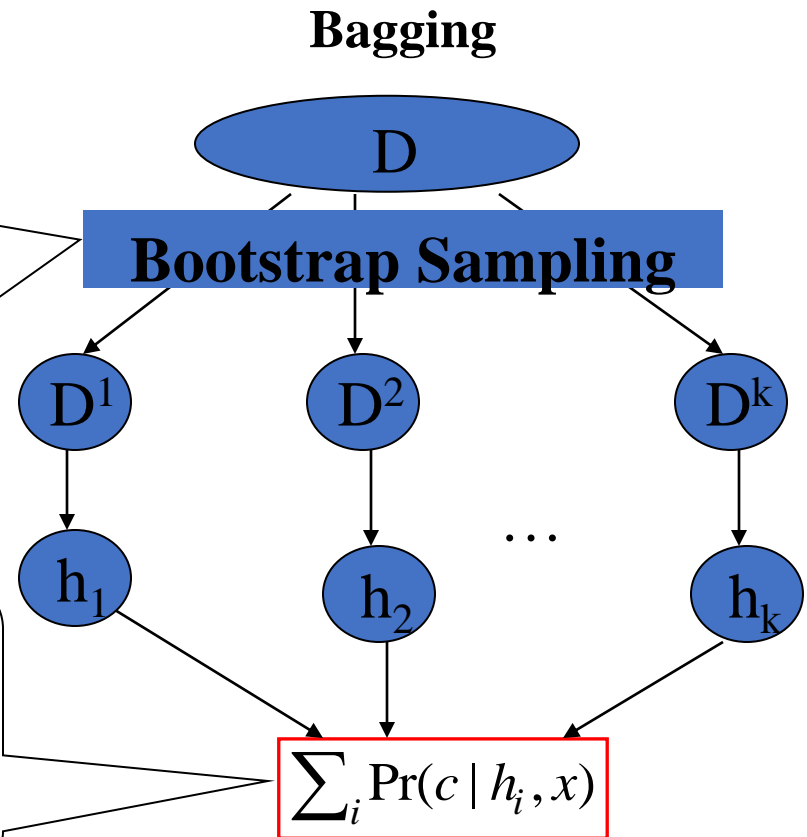 Bagging
D
Bootstrap Sampling
D¹ D² Dᵏ
…
h₁ h₂ hₖ
∑ᵢ Pr(c | hᵢ, x)